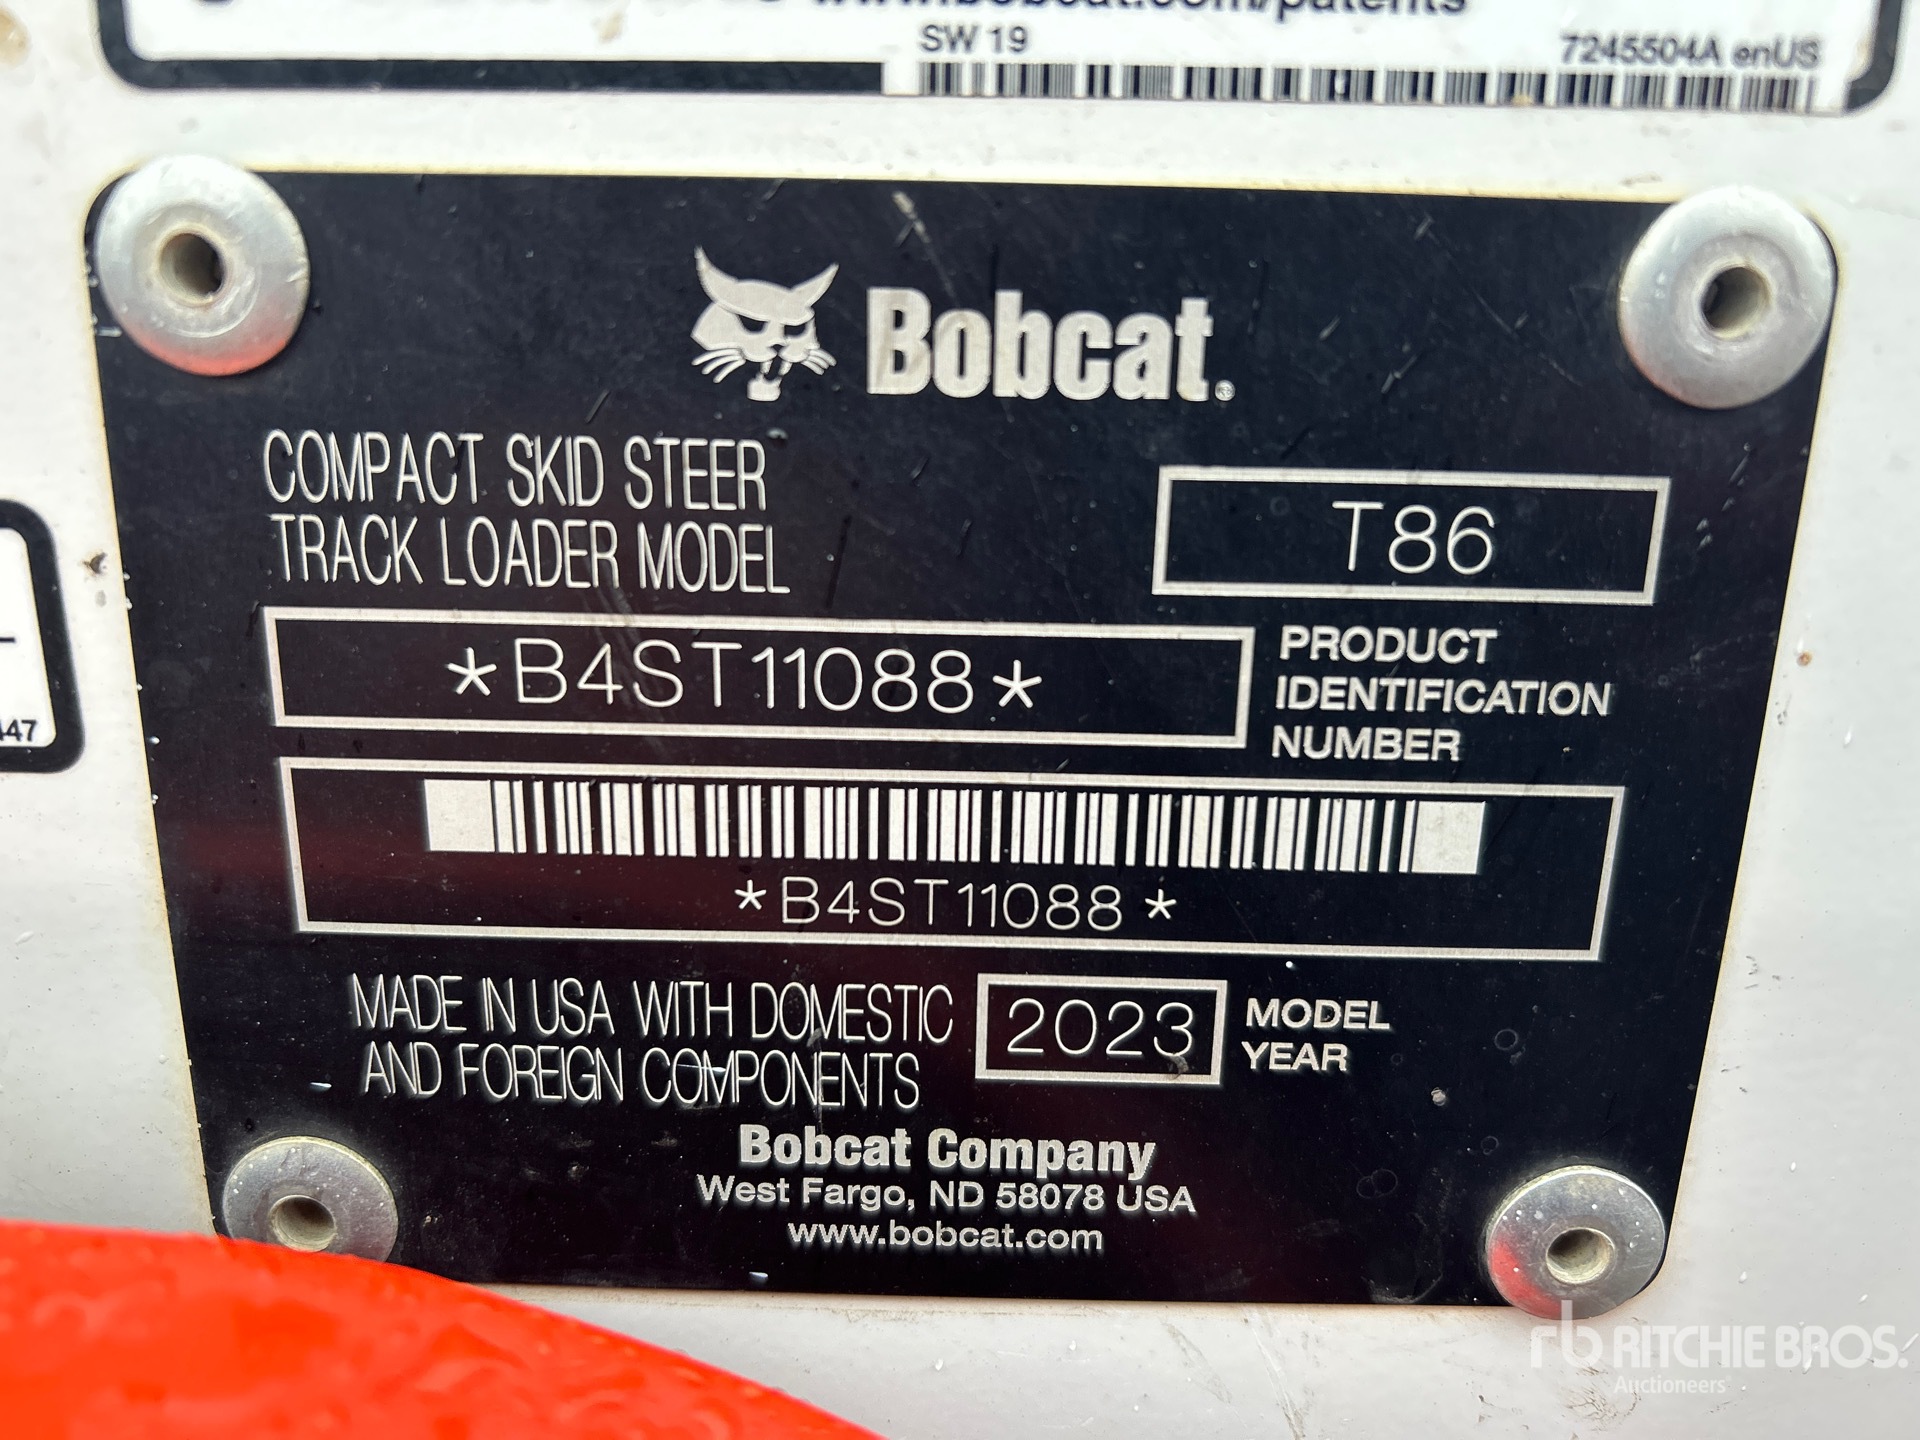 www.bobcat.com/patents
SW 19
7245504A enUS
Bobcat®
COMPACT SKID STEER
TRACK LOADER MODEL
T86
*B4ST11088*
PRODUCT
IDENTIFICATION
NUMBER
*B4ST11088*
MADE IN USA WITH DOMESTIC
AND FOREIGN COMPONENTS
2023
MODEL
YEAR
Bobcat Company
West Fargo, ND 58078 USA
www.bobcat.com
447
rb RITCHIE BROS.
Auctioneers